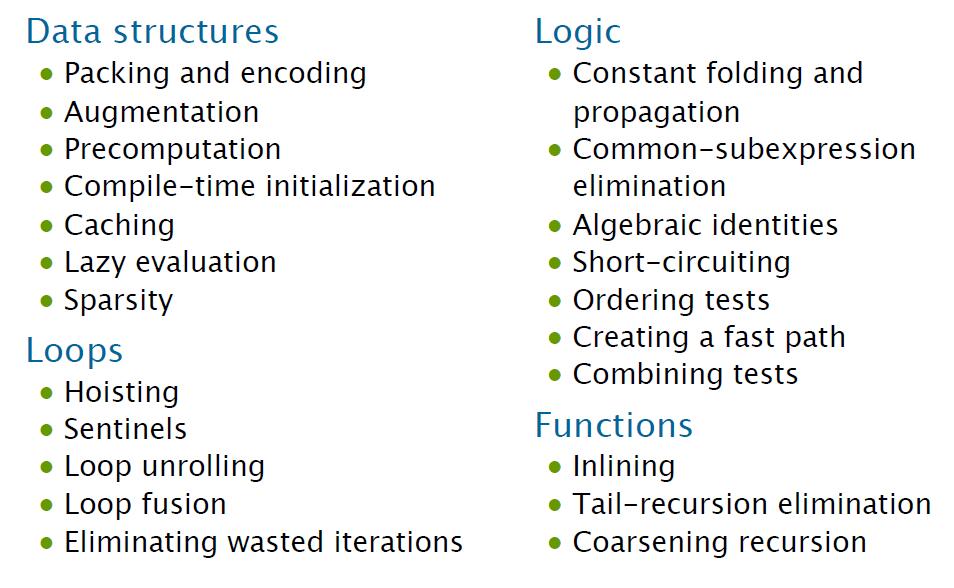 Data structures
• Packing and encoding
• Augmentation
• Precomputation
• Compile-time initialization
• Caching
• Lazy evaluation
• Sparsity
Loops
• Hoisting
• Sentinels
• Loop unrolling
• Loop fusion
• Eliminating wasted iterations
Logic
• Constant folding and
propagation
• Common-subexpression
elimination
• Algebraic identities
• Short-circuiting
• Ordering tests
• Creating a fast path
• Combining tests
Functions
• Inlining
• Tail-recursion elimination
• Coarsening recursion